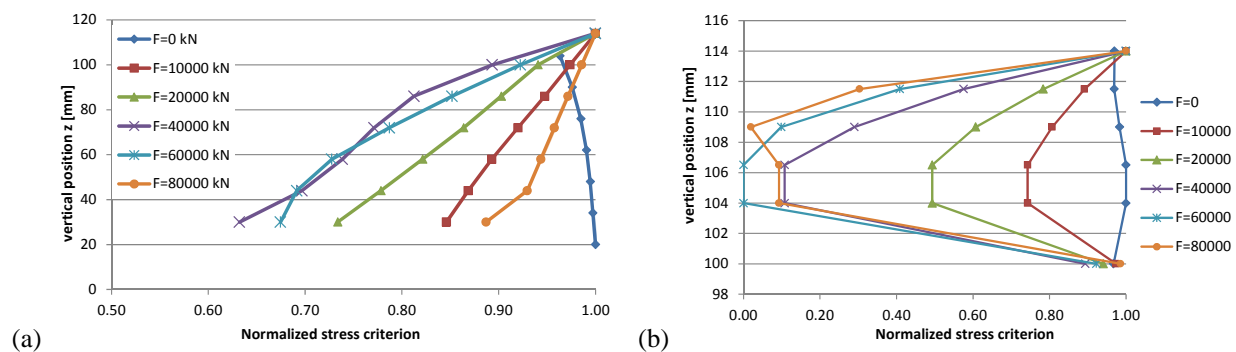 120
100
80
60
40
20
0
vertical position z [mm]
F=0 kN
F=10000 kN
F=20000 kN
F=40000 kN
F=60000 kN
F=80000 kN
0.50 0.60 0.70 0.80 0.90 1.00
Normalized stress criterion
(a)
116
114
112
110
108
106
104
102
100
98
vertical position z [mm]
0.00 0.20 0.40 0.60 0.80 1.00
Normalized stress criterion
F=0
F=10000
F=20000
F=40000
F=60000
F=80000
(b)